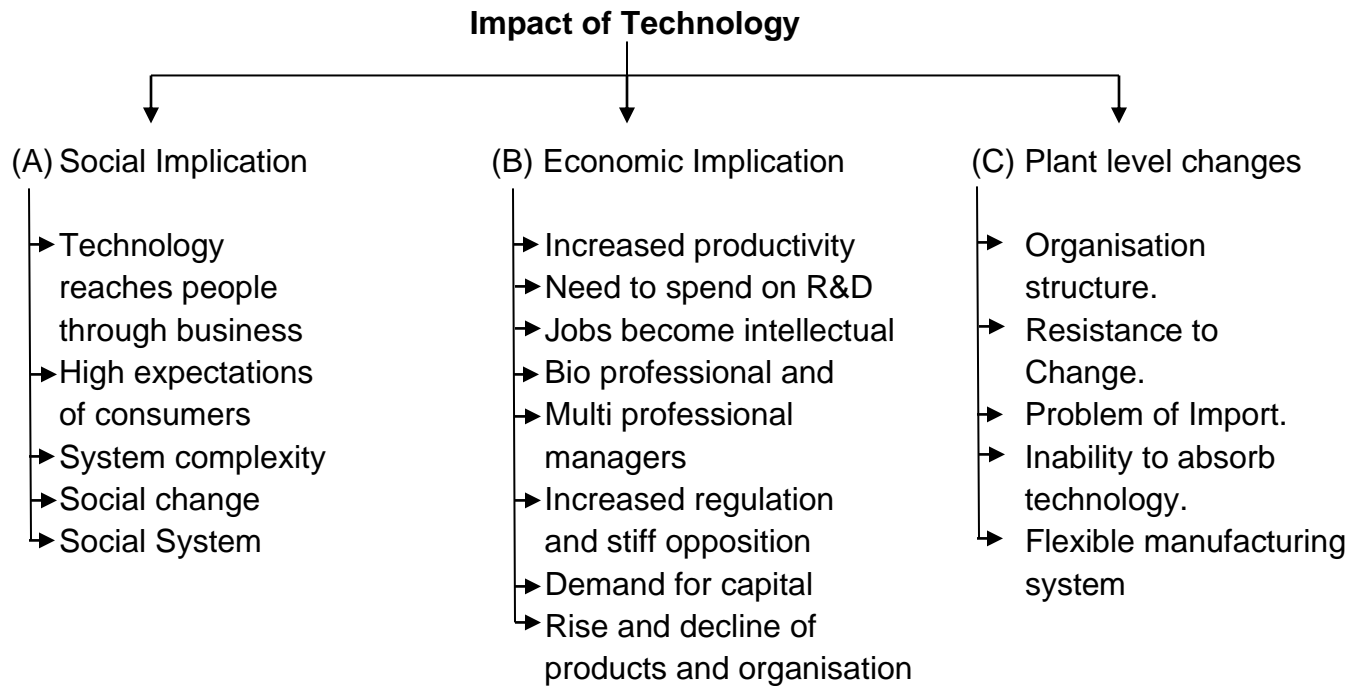 Impact of Technology
(A) Social Implication
Technology
reaches people
through business
High expectations
of consumers
System complexity
Social change
Social System
(B) Economic Implication
Increased productivity
Need to spend on R&D
Jobs become intellectual
Bio professional and
Multi professional
managers
Increased regulation
and stiff opposition
Demand for capital
Rise and decline of
products and organisation
(C) Plant level changes
Organisation
structure.
Resistance to
Change.
Problem of Import.
Inability to absorb
technology.
Flexible manufacturing
system